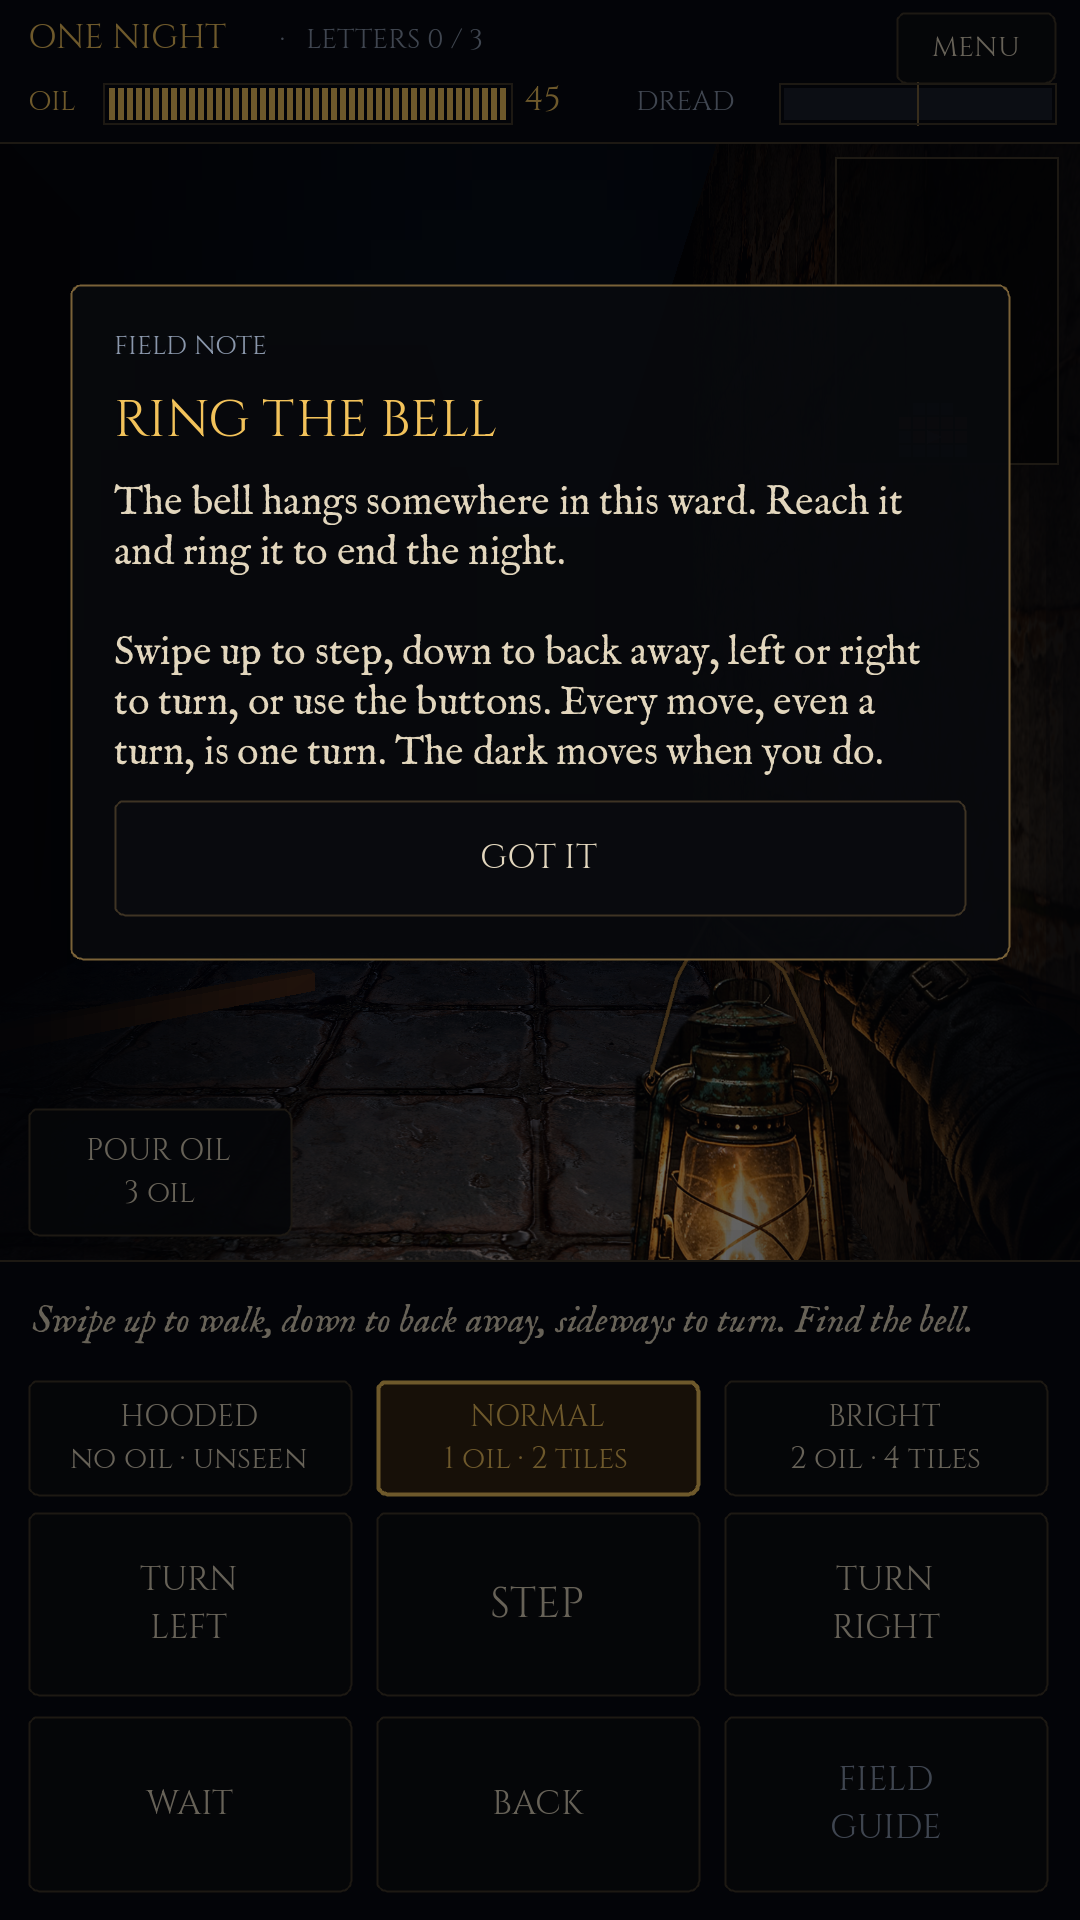 ONE NIGHT · LETTERS 0 / 3
MENU
OIL 45 DREAD
FIELD NOTE
RING THE BELL
The bell hangs somewhere in this ward. Reach it
and ring it to end the night.
Swipe up to step, down to back away, left or right
to turn, or use the buttons. Every move, even a
turn, is one turn. The dark moves when you do.
GOT IT
POUR OIL
3 OIL
Swipe up to walk, down to back away, sideways to turn. Find the bell.
HOODED
NO OIL · UNSEEN
NORMAL
1 OIL · 2 TILES
BRIGHT
2 OIL · 4 TILES
TURN
LEFT
STEP
TURN
RIGHT
WAIT
BACK
FIELD
GUIDE